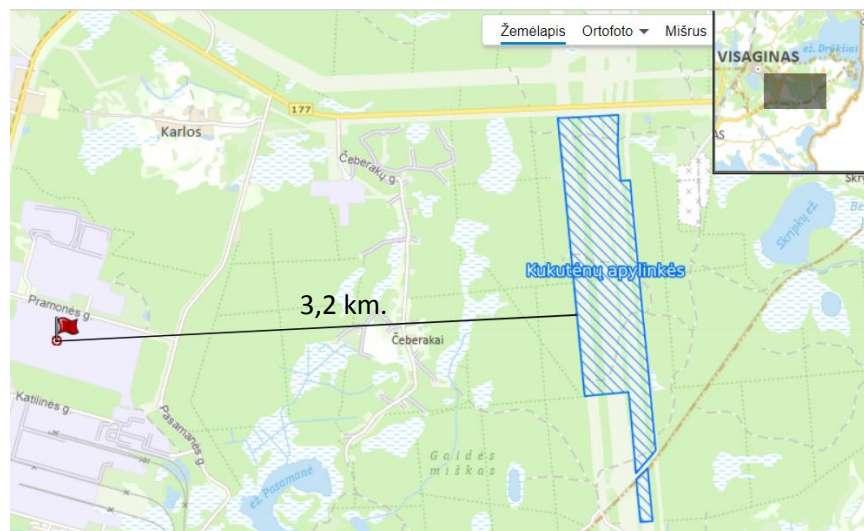 Žemėlapis Ortofoto Mišrus
VISAGINAS
ež. Drūkšiai
177
Karlos
Čeberakų g.
Kukutėnų apylinkės
Skripkų ež.
Pramonės g.
3,2 km.
Čeberakai
Katilinės g.
Pasamanės g.
ež. Pasamanė
Gaidės
miškas